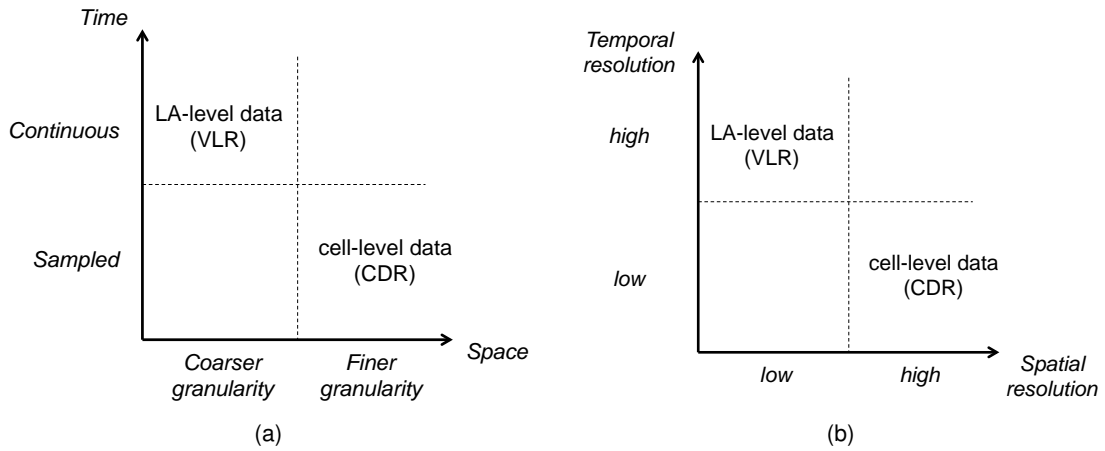 Time
Continuous
LA-level data
(VLR)
Sampled
cell-level data
(CDR)
Space
Coarser
granularity
Finer
granularity
(a)
Temporal
resolution
high
LA-level data
(VLR)
low
cell-level data
(CDR)
low
high
Spatial
resolution
(b)